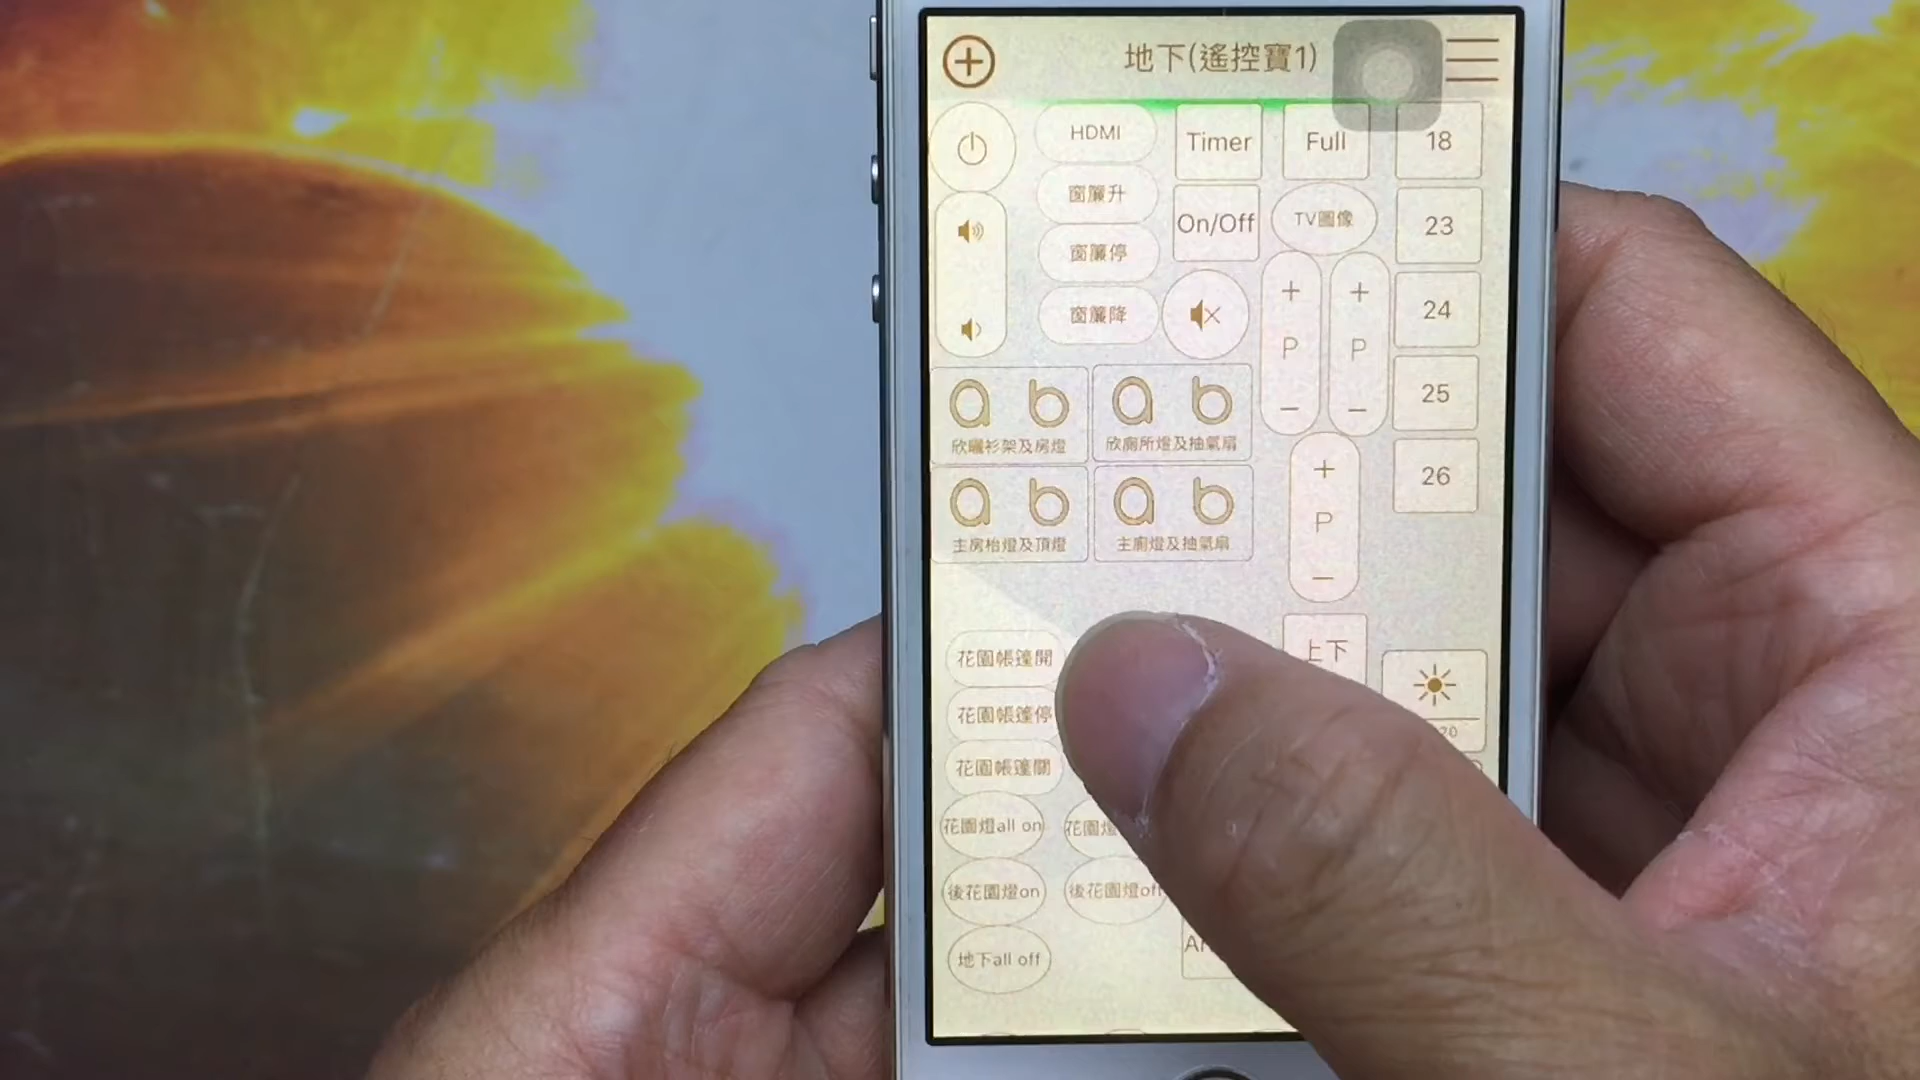 地下(遙控寶1)
HDMI
Timer
Full
18
窗簾升
On/Off
TV圖像
23
窗簾停
24
窗簾降
+
P
−
+
P
−
25
a b
欣曬衫架及房燈
a b
欣廁所燈及抽氣扇
26
a b
主房枱燈及頂燈
a b
主廁燈及抽氣扇
+
P
−
花園帳篷開
上下
花園帳篷停
花園帳篷關
花園燈all on
花園燈
後花園燈on
後花園燈off
地下all off